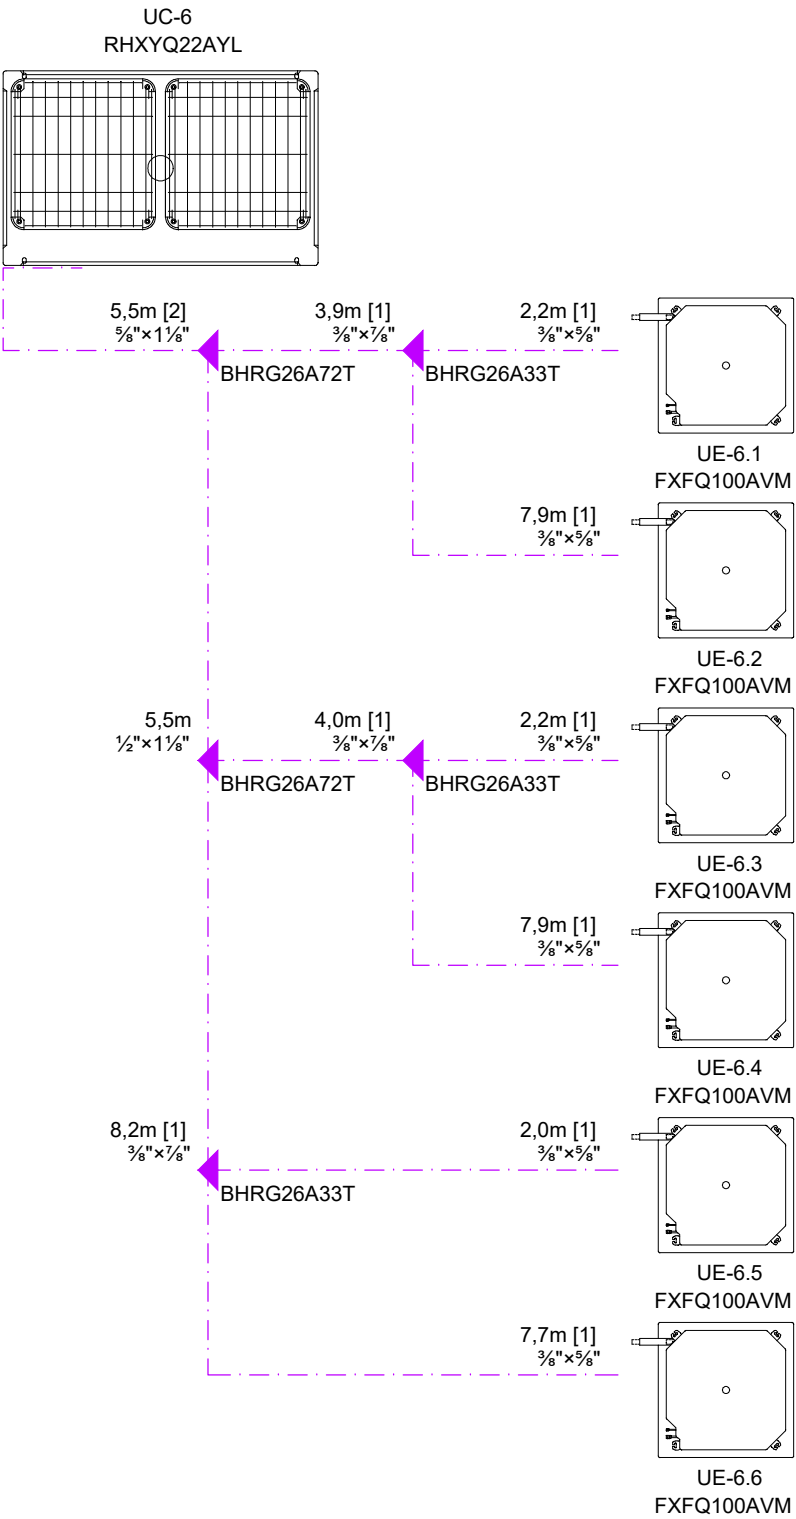 UC-6
RHXYQ22AYL
5,5m [2]
⅝"×1⅛"
3,9m [1]
⅜"×⅞"
2,2m [1]
⅜"×⅝"
BHRG26A72T
BHRG26A33T
UE-6.1
FXFQ100AVM
7,9m [1]
⅜"×⅝"
UE-6.2
FXFQ100AVM
5,5m
½"×1⅛"
4,0m [1]
⅜"×⅞"
2,2m [1]
⅜"×⅝"
BHRG26A72T
BHRG26A33T
UE-6.3
FXFQ100AVM
7,9m [1]
⅜"×⅝"
UE-6.4
FXFQ100AVM
8,2m [1]
⅜"×⅞"
2,0m [1]
⅜"×⅝"
BHRG26A33T
UE-6.5
FXFQ100AVM
7,7m [1]
⅜"×⅝"
UE-6.6
FXFQ100AVM